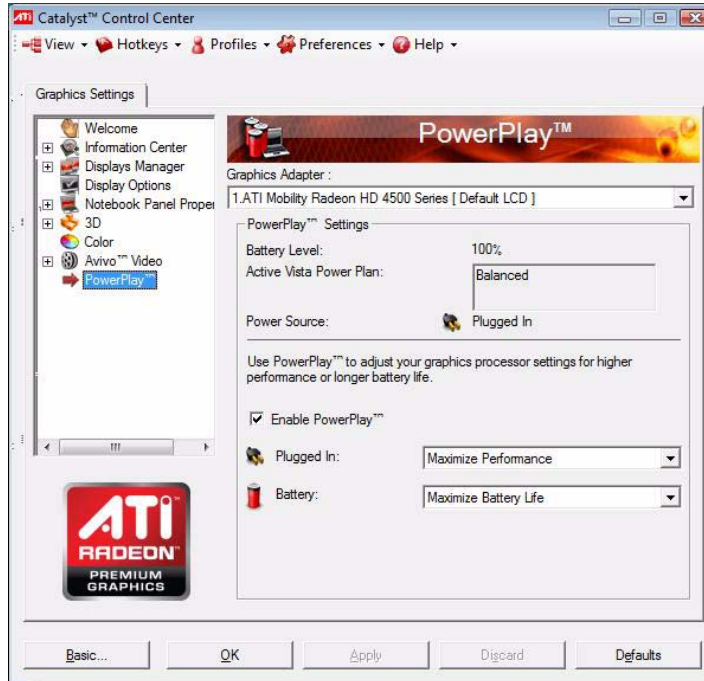 ATI Catalyst™ Control Center
View Hotkeys Profiles Preferences Help
Graphics Settings
Welcome
Information Center
Displays Manager
Display Options
Notebook Panel Proper
3D
Color
Avivo™ Video
PowerPlay™
ATI
RADEON™
PREMIUM
GRAPHICS
PowerPlay™
Graphics Adapter :
1.ATI Mobility Radeon HD 4500 Series [ Default LCD ]
PowerPlay™ Settings
Battery Level: 100%
Active Vista Power Plan: Balanced
Power Source: Plugged In
Use PowerPlay™ to adjust your graphics processor settings for higher
performance or longer battery life.
Enable PowerPlay™
Plugged In: Maximize Performance
Battery: Maximize Battery Life
Basic... OK Apply Discard Defaults